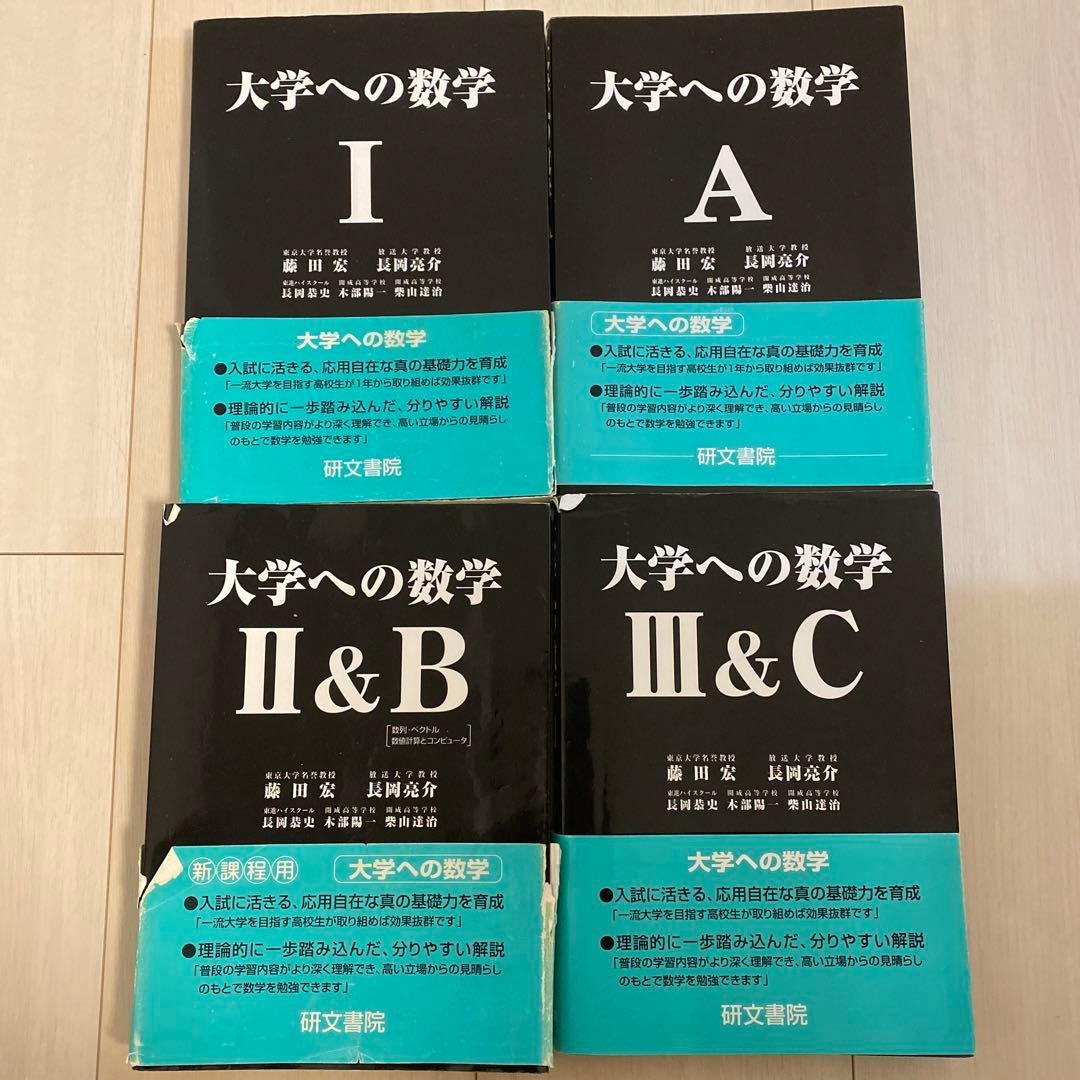 大学への数学
I
東京大学名誉教授 放送大学教授
藤田宏 長岡亮介
東進ハイスクール 開成高等学校 開成高等学校
長岡恭史 木部陽一 柴山達治
大学への数学
●入試に活きる、応用自在な真の基礎力を育成
「一流大学を目指す高校生が1年から取り組めば効果抜群です」
●理論的に一歩踏み込んだ、分りやすい解説
「普段の学習内容がより深く理解でき、高い立場からの見晴らし
のもとで数学を勉強できます」
研文書院
大学への数学
A
東京大学名誉教授 放送大学教授
藤田宏 長岡亮介
東進ハイスクール 開成高等学校 開成高等学校
長岡恭史 木部陽一 柴山達治
大学への数学
●入試に活きる、応用自在な真の基礎力を育成
「一流大学を目指す高校生が1年から取り組めば効果抜群です」
●理論的に一歩踏み込んだ、分りやすい解説
「普段の学習内容がより深く理解でき、高い立場からの見晴らし
のもとで数学を勉強できます」
研文書院
大学への数学
II&B
[数列・ベクトル
数値計算とコンピュータ]
東京大学名誉教授 放送大学教授
藤田宏 長岡亮介
東進ハイスクール 開成高等学校 開成高等学校
長岡恭史 木部陽一 柴山達治
新課程用 大学への数学
●入試に活きる、応用自在な真の基礎力を育成
「一流大学を目指す高校生が取り組めば効果抜群です」
●理論的に一歩踏み込んだ、分りやすい解説
「普段の学習内容がより深く理解でき、高い立場からの見晴らし
のもとで数学を勉強できます」
研文書院
大学への数学
III&C
東京大学名誉教授 放送大学教授
藤田宏 長岡亮介
東進ハイスクール 開成高等学校 開成高等学校
長岡恭史 木部陽一 柴山達治
大学への数学
●入試に活きる、応用自在な真の基礎力を育成
「一流大学を目指す高校生が取り組めば効果抜群です」
●理論的に一歩踏み込んだ、分りやすい解説
「普段の学習内容がより深く理解でき、高い立場からの見晴らし
のもとで数学を勉強できます」
研文書院